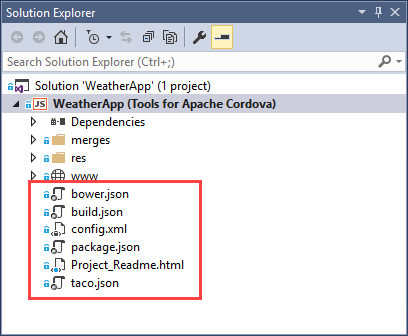 Solution Explorer
Search Solution Explorer (Ctrl+;)
Solution 'WeatherApp' (1 project)
JS WeatherApp (Tools for Apache Cordova)
Dependencies
merges
res
www
bower.json
build.json
config.xml
package.json
Project_Readme.html
taco.json